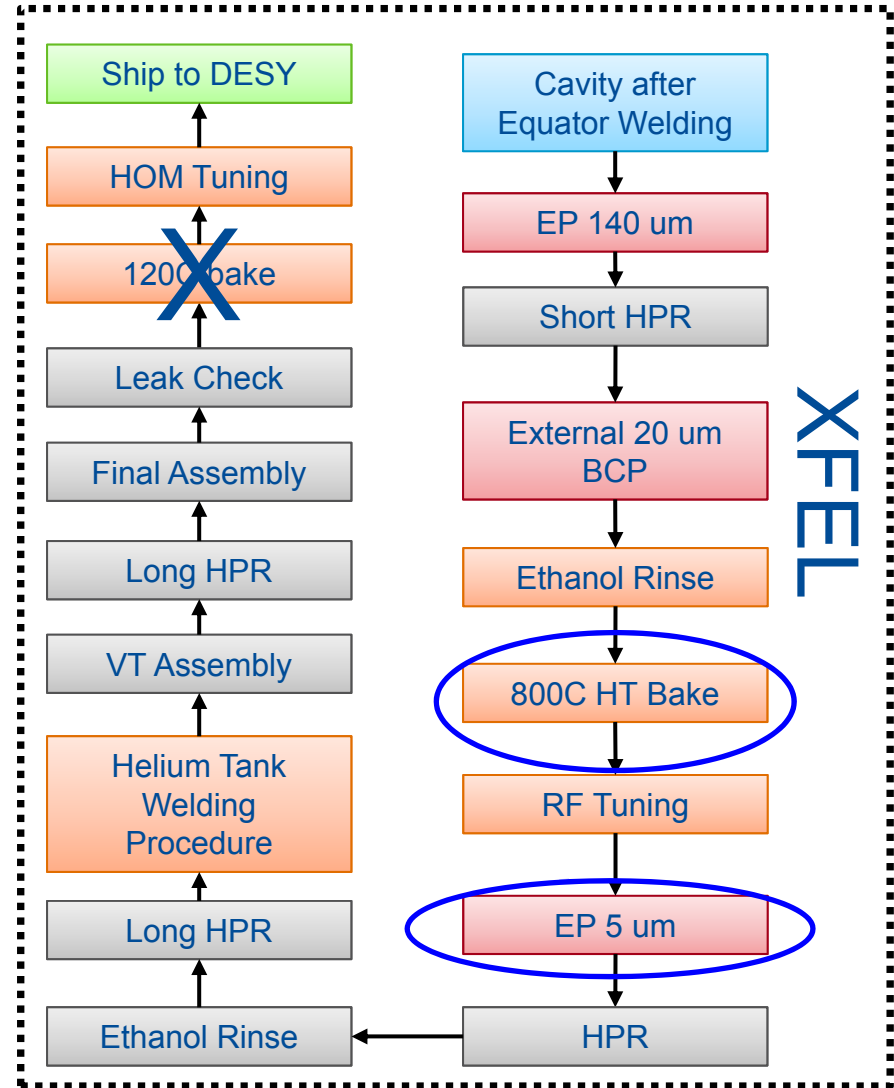 Cavity after
Equator Welding
EP 140 um
Short HPR
External 20 um
BCP
Ethanol Rinse
800C HT Bake
RF Tuning
EP 5 um
HPR
Ethanol Rinse
Long HPR
Helium Tank
Welding
Procedure
VT Assembly
Long HPR
Final Assembly
Leak Check
120C bake
X
HOM Tuning
Ship to DESY
XFEL